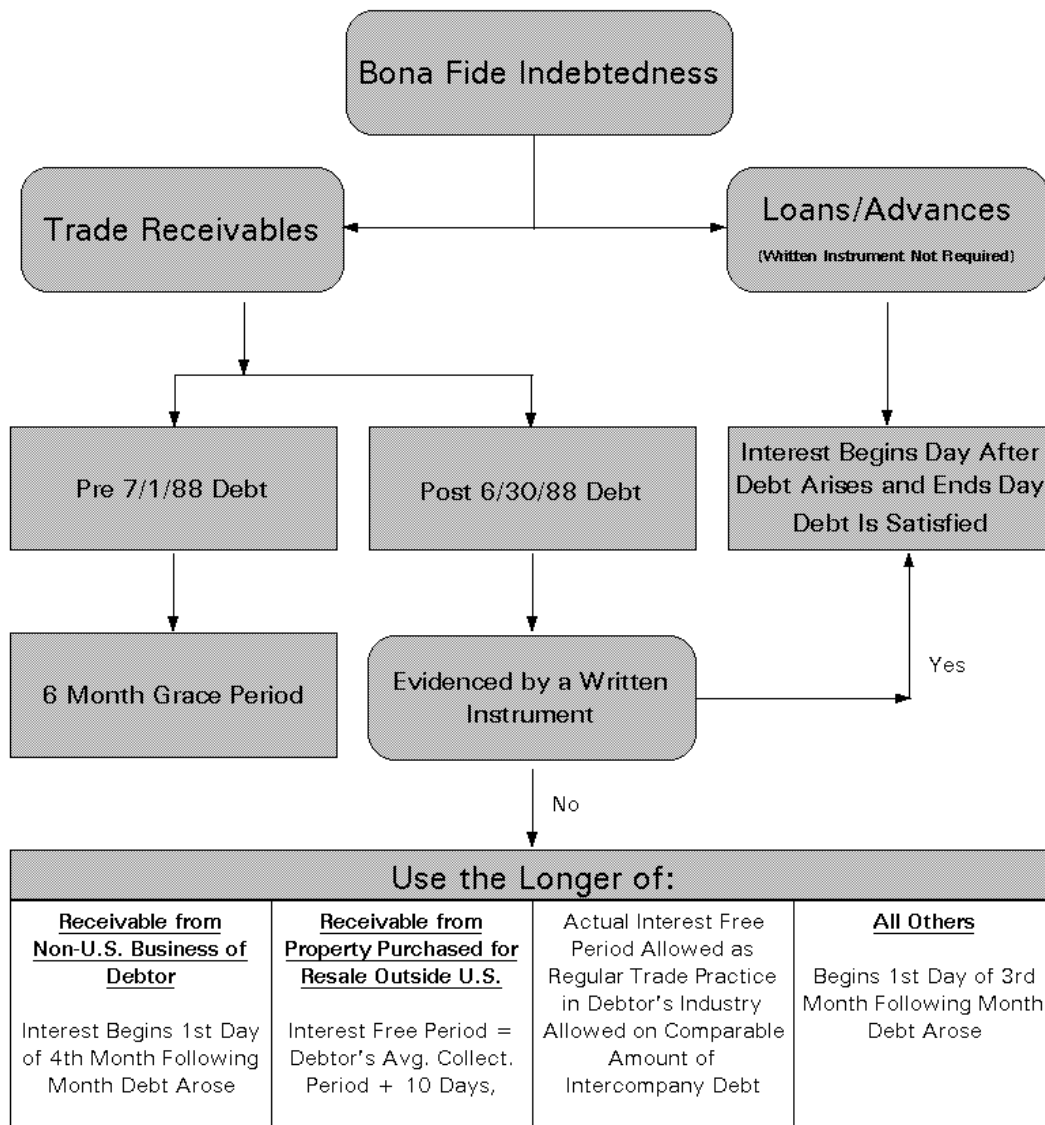 Bona Fide Indebtedness
Trade Receivables
Loans/Advances
(Written Instrument Not Required)
Pre 7/1/88 Debt
Post 6/30/88 Debt
Interest Begins Day After
Debt Arises and Ends Day
Debt Is Satisfied
6 Month Grace Period
Evidenced by a Written
Instrument
Yes
No
Use the Longer of:
Receivable from
Non-U.S. Business of
Debtor
Interest Begins 1st Day
of 4th Month Following
Month Debt Arose
Receivable from
Property Purchased for
Resale Outside U.S.
Interest Free Period =
Debtor's Avg. Collect.
Period + 10 Days,
Actual Interest Free
Period Allowed as
Regular Trade Practice
in Debtor's Industry
Allowed on Comparable
Amount of
Intercompany Debt
All Others
Begins 1st Day of 3rd
Month Following Month
Debt Arose